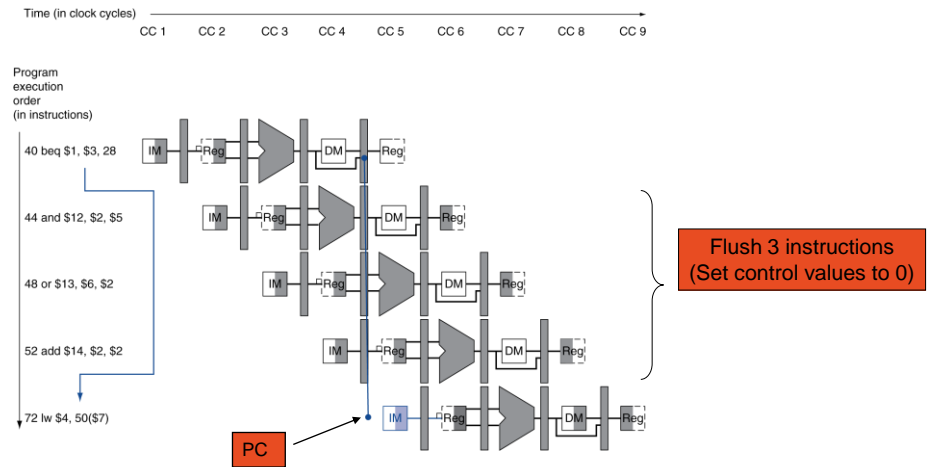 Time (in clock cycles)
CC 1 CC 2 CC 3 CC 4 CC 5 CC 6 CC 7 CC 8 CC 9
Program
execution
order
(in instructions)
40 beq $1, $3, 28
IM Reg DM Reg
44 and $12, $2, $5
IM Reg DM Reg
48 or $13, $6, $2
IM Reg DM Reg
52 add $14, $2, $2
IM Reg DM Reg
72 lw $4, 50($7)
IM Reg DM Reg
Flush 3 instructions
(Set control values to 0)
PC